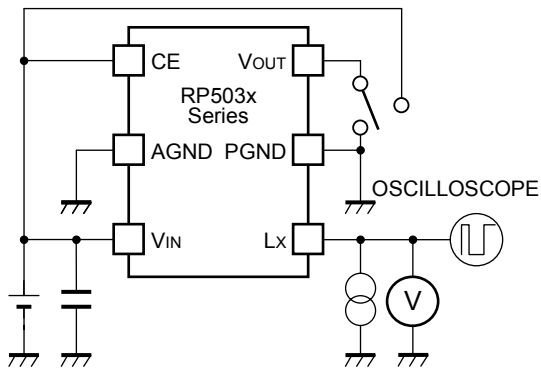 CE
VOUT
RP503x
Series
AGND
PGND
OSCILLOSCOPE
VIN
LX
V